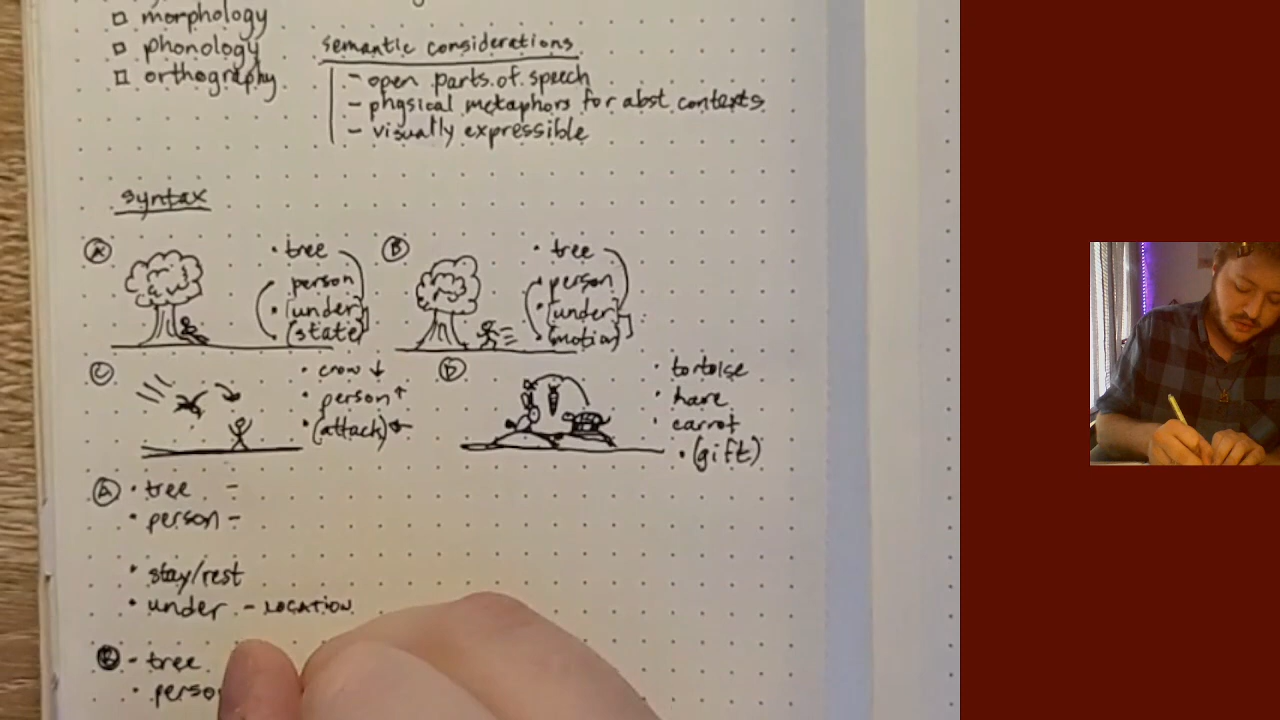 □ morphology
□ phonology
□ orthography
semantic considerations
- open parts of speech
- physical metaphors for abst contexts
- visually expressible
syntax
Ⓐ
• tree
person
• [under]
(state)
Ⓑ
• tree
• person
• [under]
(motion)
Ⓒ
• crow ↓
• person ↑
• (attack) ←
Ⓓ
• tortoise
• hare
• carrot
• (gift)
Ⓐ • tree -
• person -
• stay/rest
• under - LOCATION
Ⓑ - tree
• perso